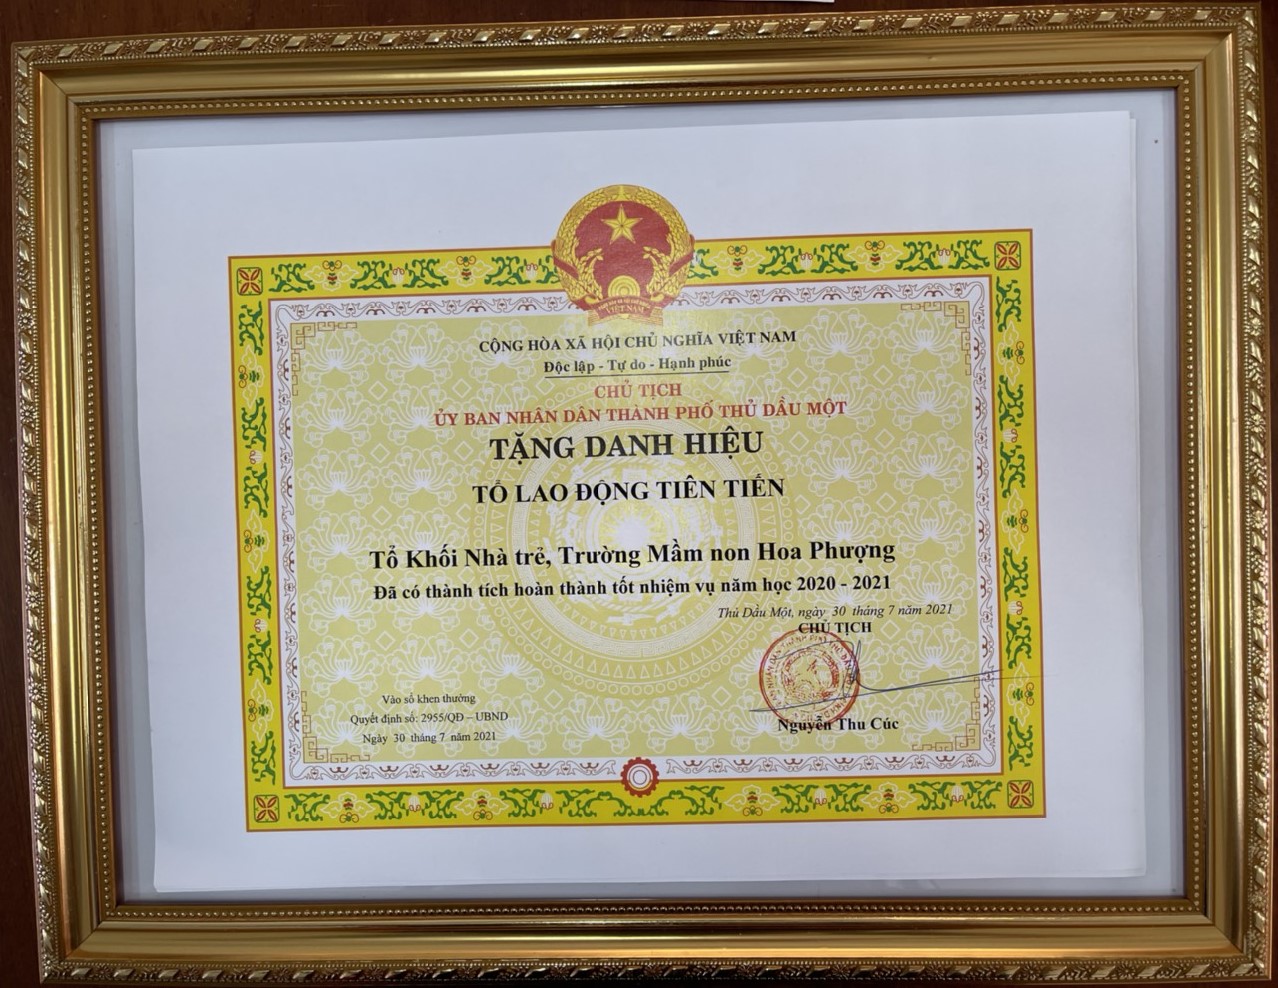 VIỆT NAM
CỘNG HÒA XÃ HỘI CHỦ NGHĨA VIỆT NAM
Độc lập - Tự do - Hạnh phúc
CHỦ TỊCH
ỦY BAN NHÂN DÂN THÀNH PHỐ THỦ DẦU MỘT
TẶNG DANH HIỆU
TỔ LAO ĐỘNG TIÊN TIẾN
Tổ Khối Nhà trẻ, Trường Mầm non Hoa Phượng
Đã có thành tích hoàn thành tốt nhiệm vụ năm học 2020 - 2021
Thủ Dầu Một, ngày 30 tháng 7 năm 2021
CHỦ TỊCH
Nguyễn Thu Cúc
Vào sổ khen thưởng
Quyết định số: 2955/QĐ – UBND
Ngày 30 tháng 7 năm 2021